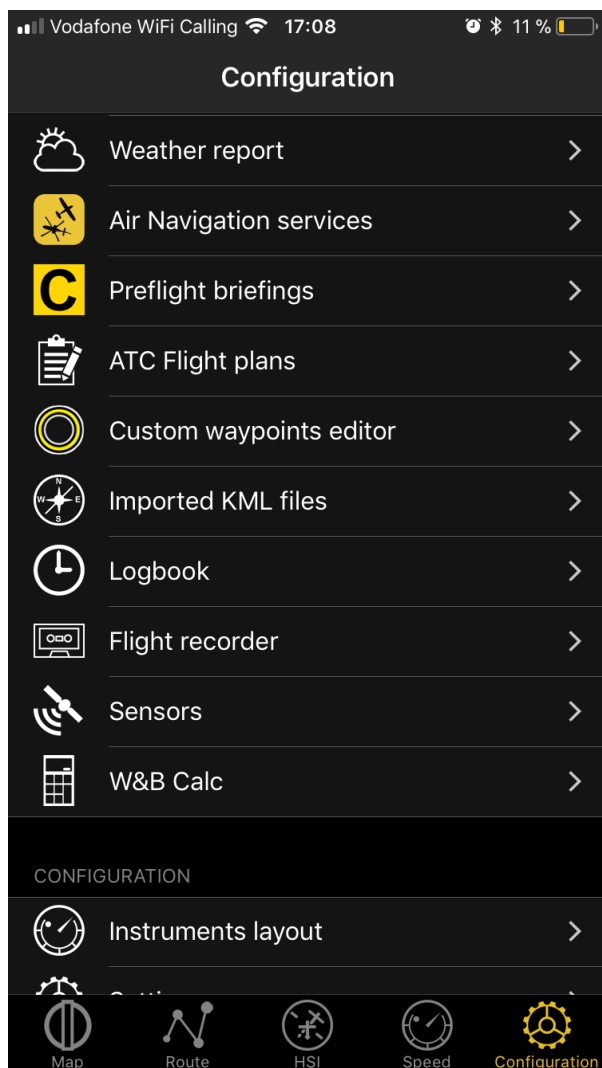 Vodafone WiFi Calling 17:08 11 %
Configuration
Weather report
Air Navigation services
C
Preflight briefings
ATC Flight plans
Custom waypoints editor
N
W E
S
Imported KML files
Logbook
Flight recorder
Sensors
W&B Calc
CONFIGURATION
Instruments layout
Map Route HSI Speed Configuration